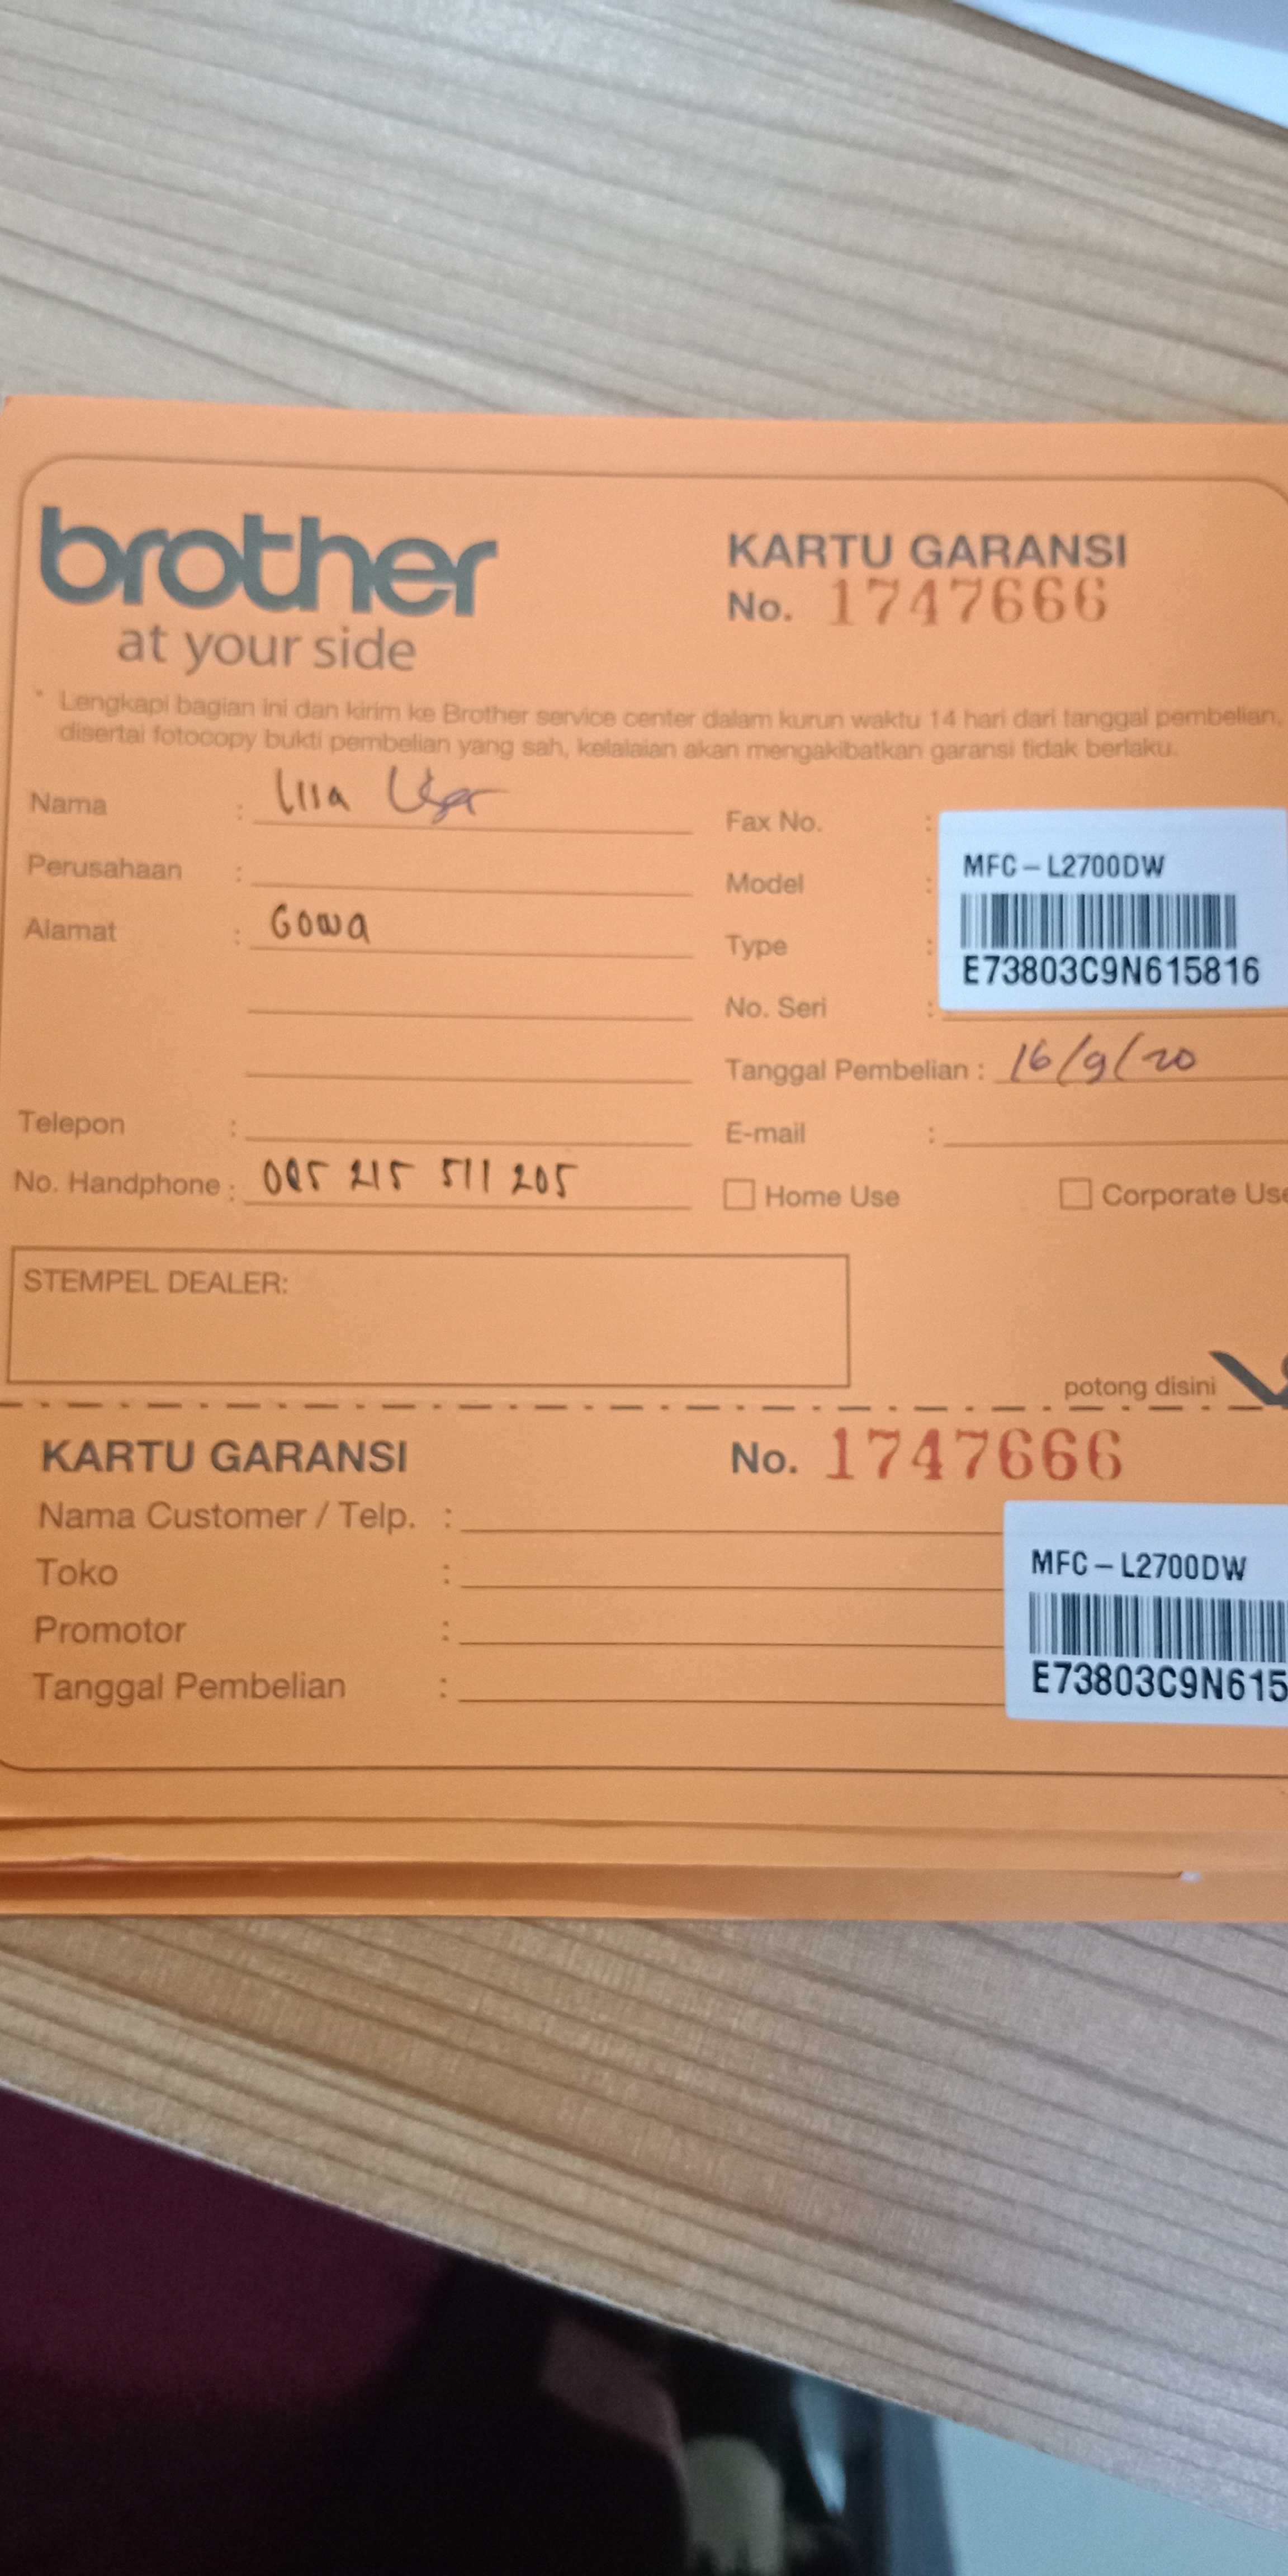 brother
at your side
KARTU GARANSI
No. 1747666
* Lengkapi bagian ini dan kirim ke Brother service center dalam kurun waktu 14 hari dari tanggal pembelian,
disertai fotocopy bukti pembelian yang sah, kelalaian akan mengakibatkan garansi tidak berlaku.
Nama :
Perusahaan :
Alamat : Gowa
Telepon :
No. Handphone : 085 215 511 205
Fax No. :
Model :
Type :
No. Seri :
MFC-L2700DW
E73803C9N615816
Tanggal Pembelian : 16/9/20
E-mail :
Home Use
Corporate Use
STEMPEL DEALER:
potong disini
KARTU GARANSI
No. 1747666
Nama Customer / Telp. :
Toko :
Promotor :
Tanggal Pembelian :
MFC-L2700DW
E73803C9N615